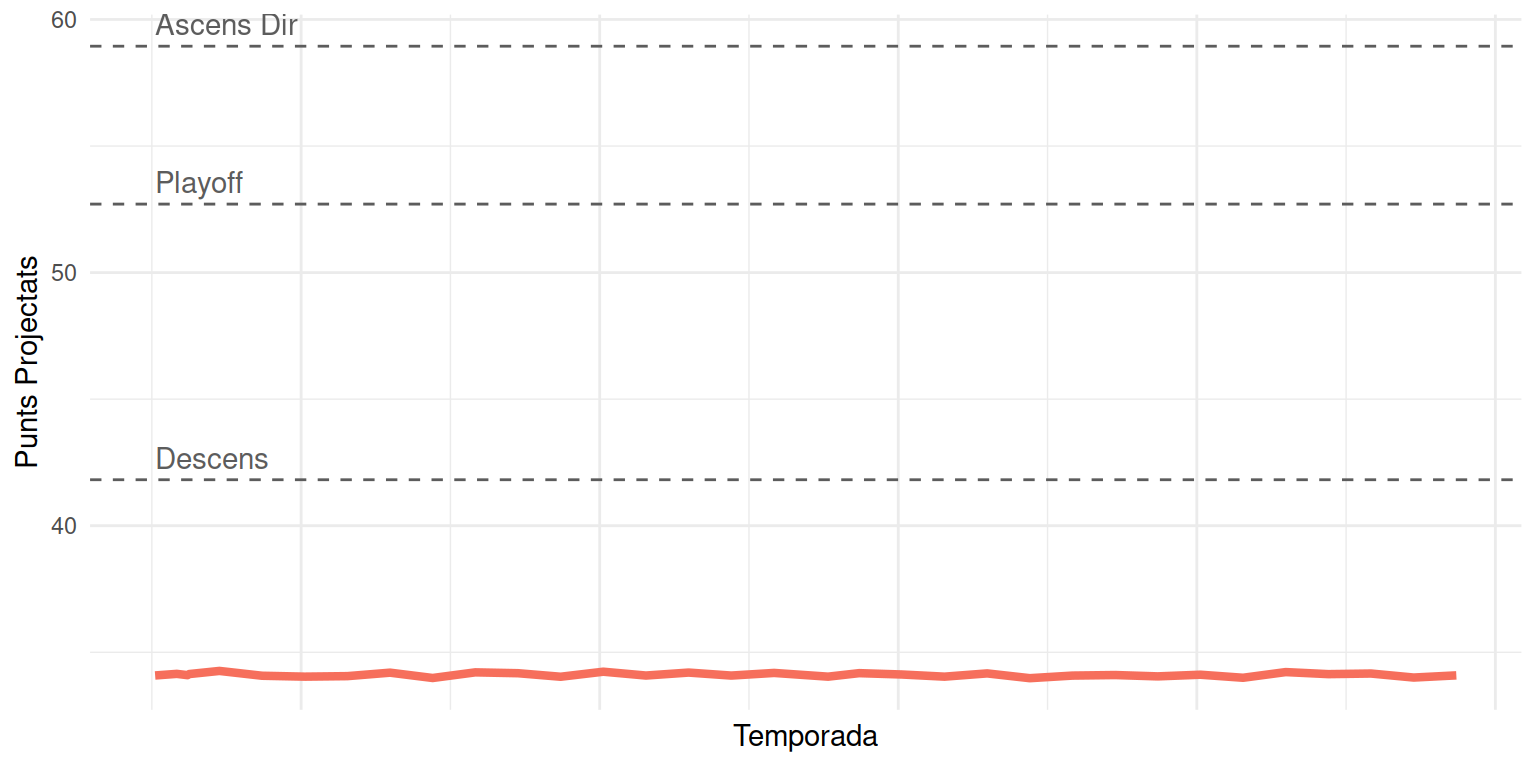 60
Ascens Dir
Playoff
50
Punts Projectats
Descens
40
Temporada